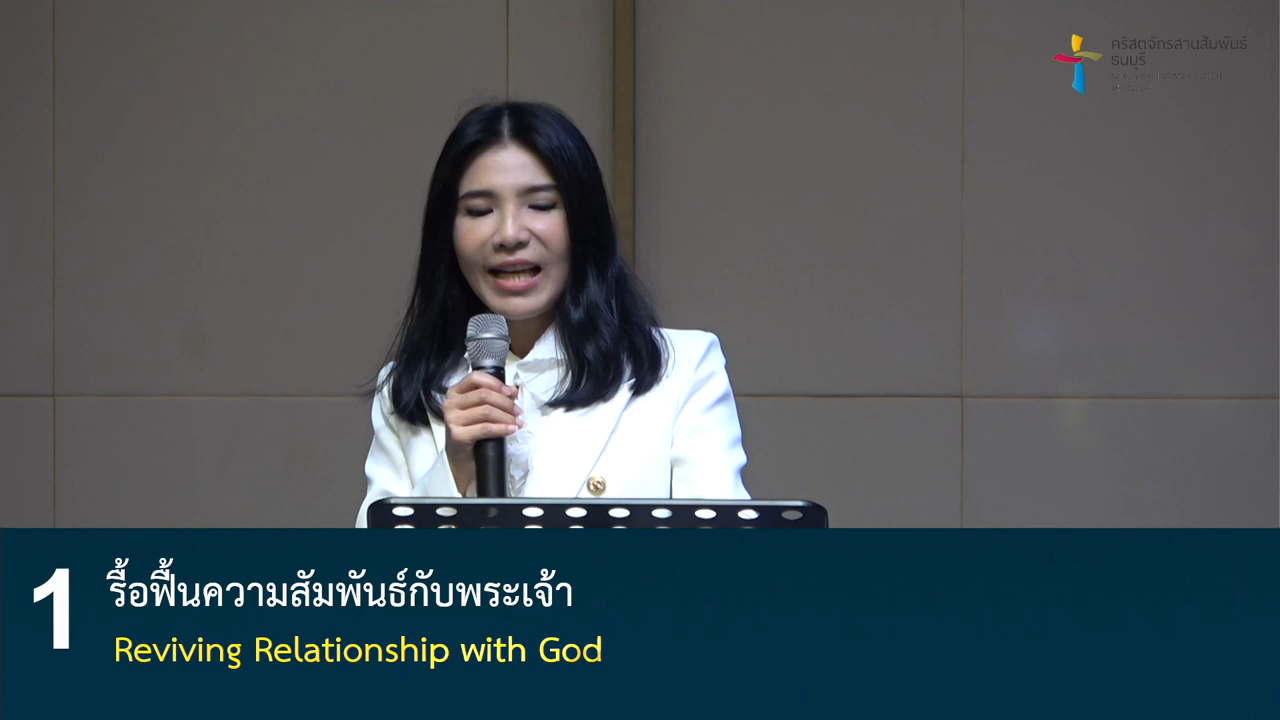 คริสตจักรสานสัมพันธ์
ธนบุรี
1
รื้อฟื้นความสัมพันธ์กับพระเจ้า
Reviving Relationship with God